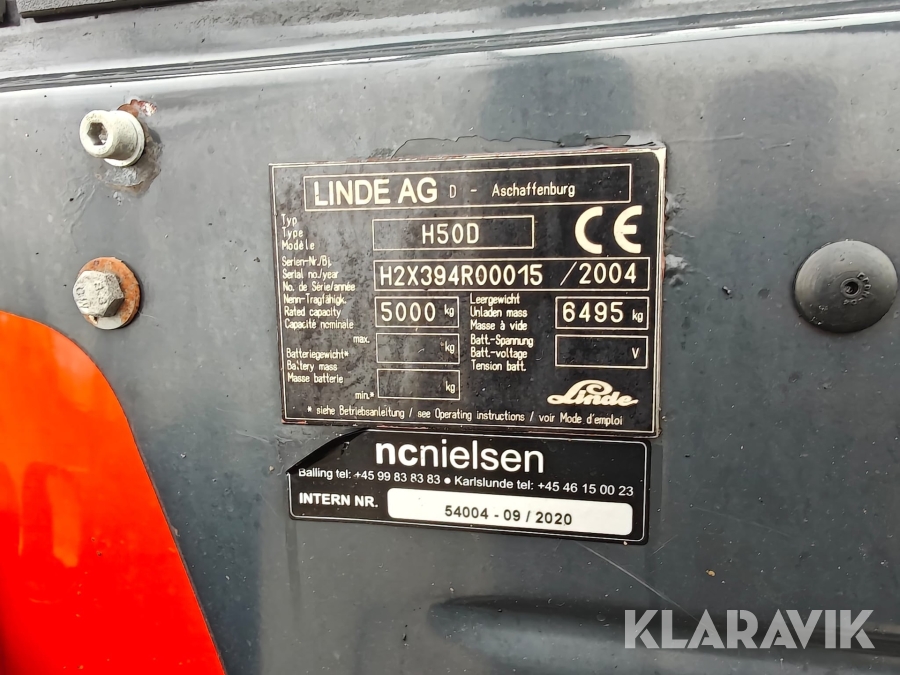 LINDE AG D - Aschaffenburg
Typ
Type
Modèle
H50D
CE
Serien-Nr./Bj.
Serial no./year
No. de Série/année
H2X394R00015 / 2004
Nenn-Tragfähigk.
Rated capacity
Capacité nominale
5000 kg
Leergewicht
Unladen mass
Masse à vide
6495 kg
Batteriegewicht*
Battery mass
Masse batterie
max. kg
min.* kg
Batt.-Spannung
Batt.-voltage
Tension batt.
V
Linde
* siehe Betriebsanleitung / see Operating instructions / voir Mode d'emploi
ncnielsen
Balling tel: +45 99 83 83 83 ● Karlslunde tel: +45 46 15 00 23
INTERN NR. 54004 - 09 / 2020
KLARAVIK